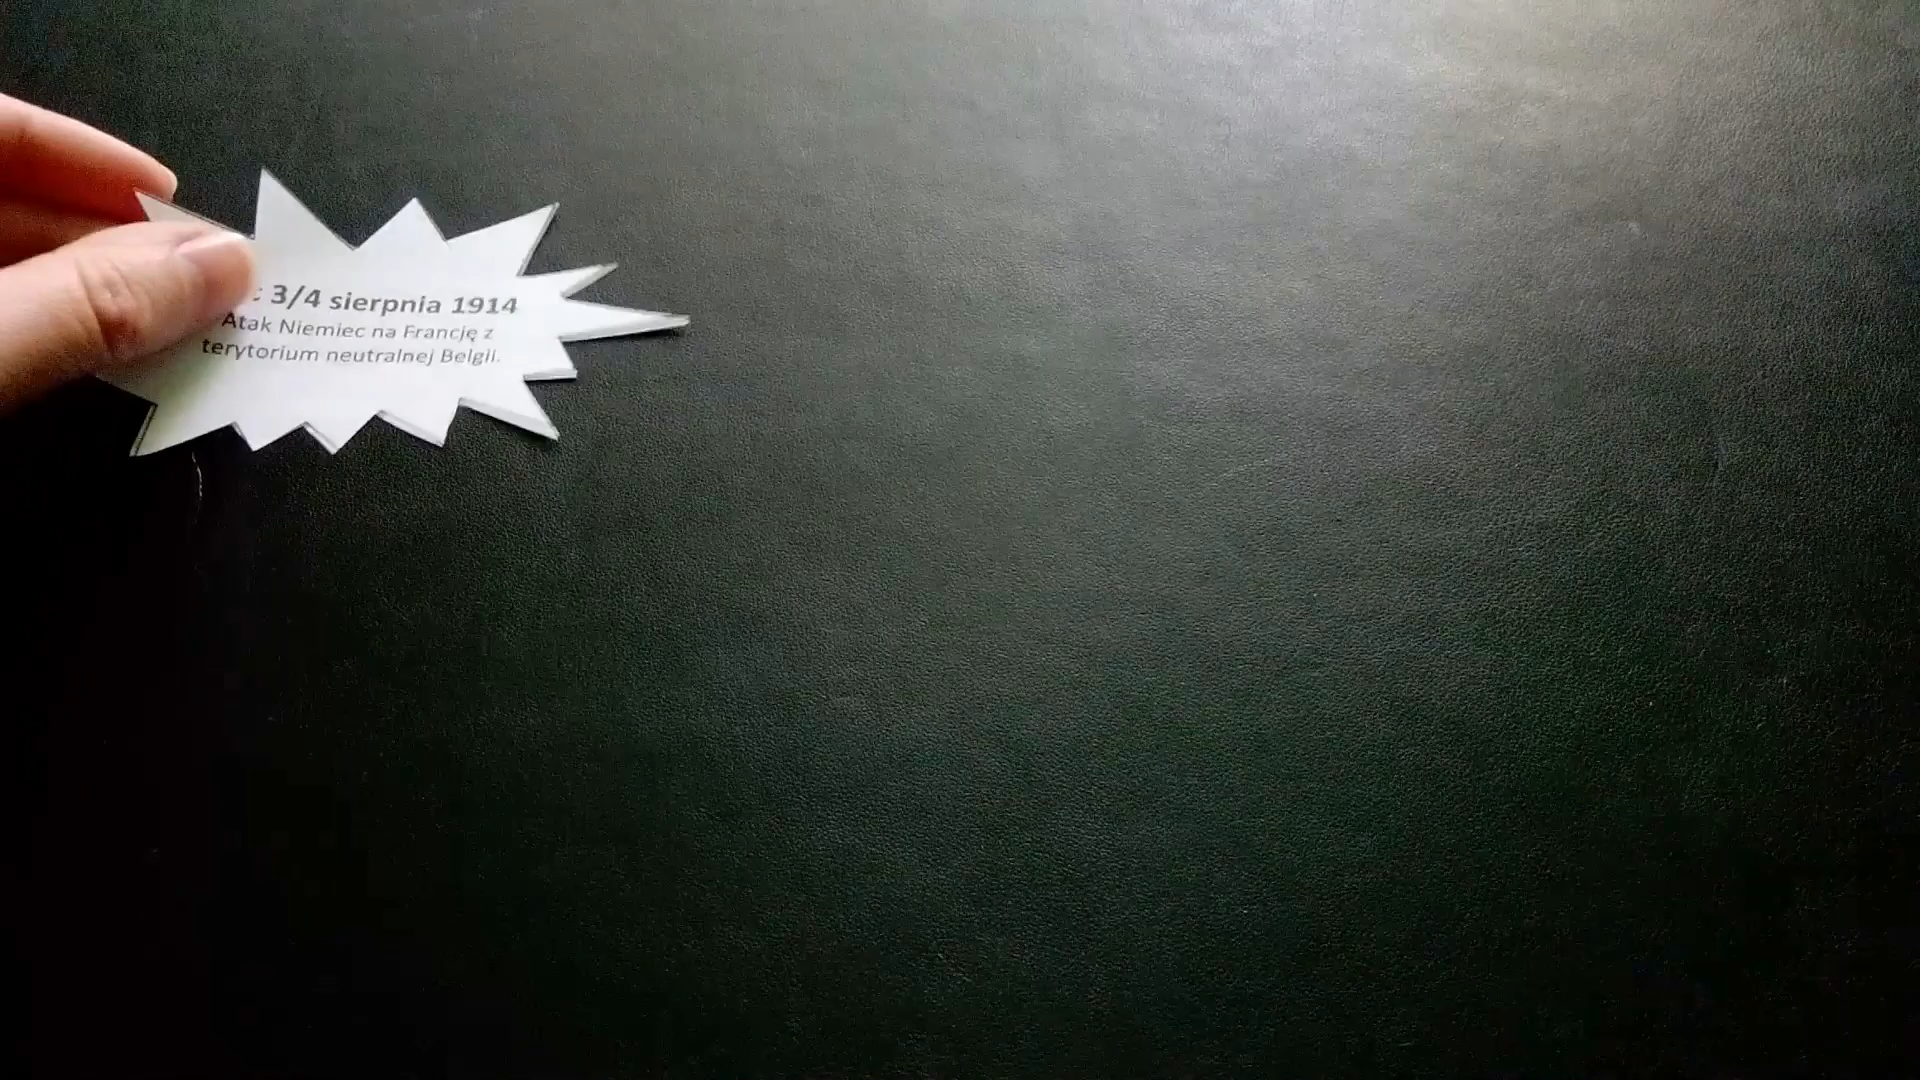 3/4 sierpnia 1914
Atak Niemiec na Francję z
terytorium neutralnej Belgii.